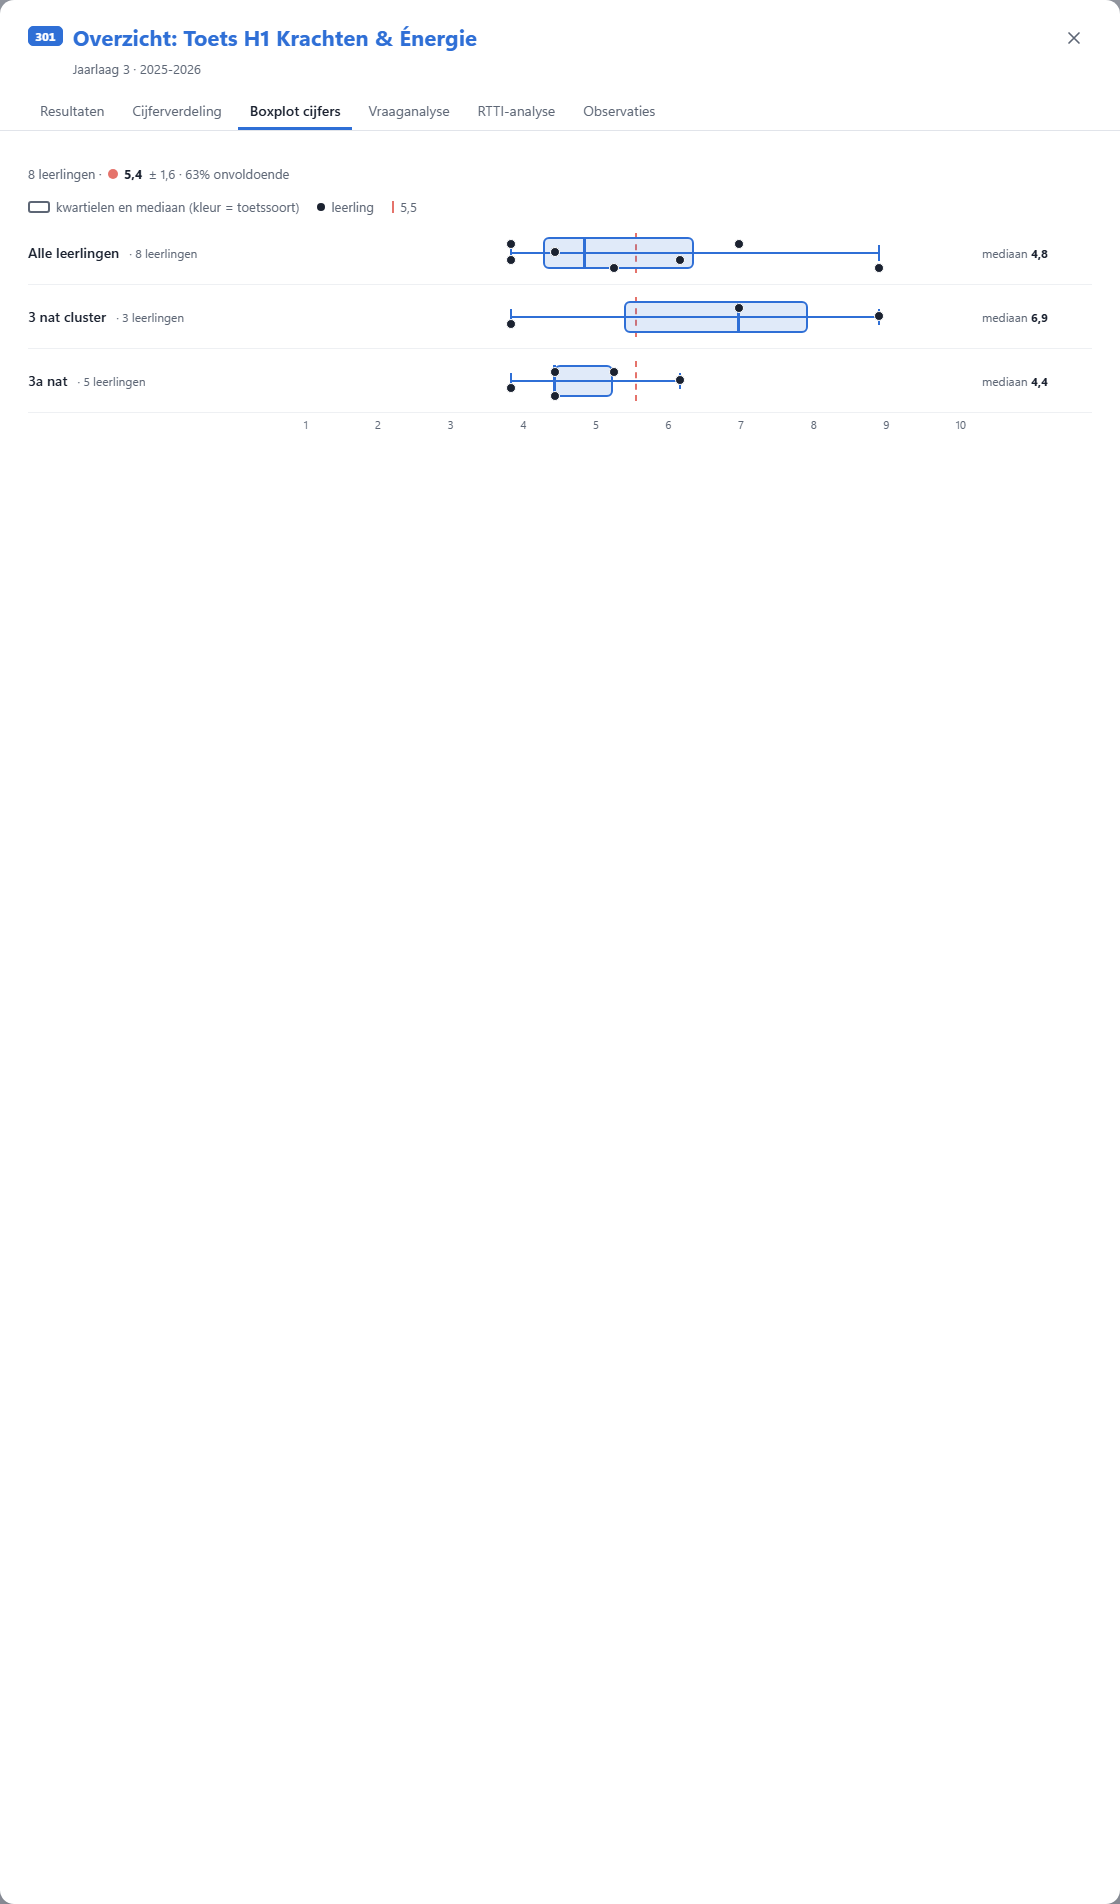 301 Overzicht: Toets H1 Krachten & Énergie
Jaarlaag 3 · 2025-2026
Resultaten Cijferverdeling Boxplot cijfers Vraaganalyse RTTI-analyse Observaties
8 leerlingen · 5,4 ± 1,6 · 63% onvoldoende
kwartielen en mediaan (kleur = toetssoort) leerling 5,5
Alle leerlingen · 8 leerlingen mediaan 4,8
3 nat cluster · 3 leerlingen mediaan 6,9
3a nat · 5 leerlingen mediaan 4,4
1 2 3 4 5 6 7 8 9 10